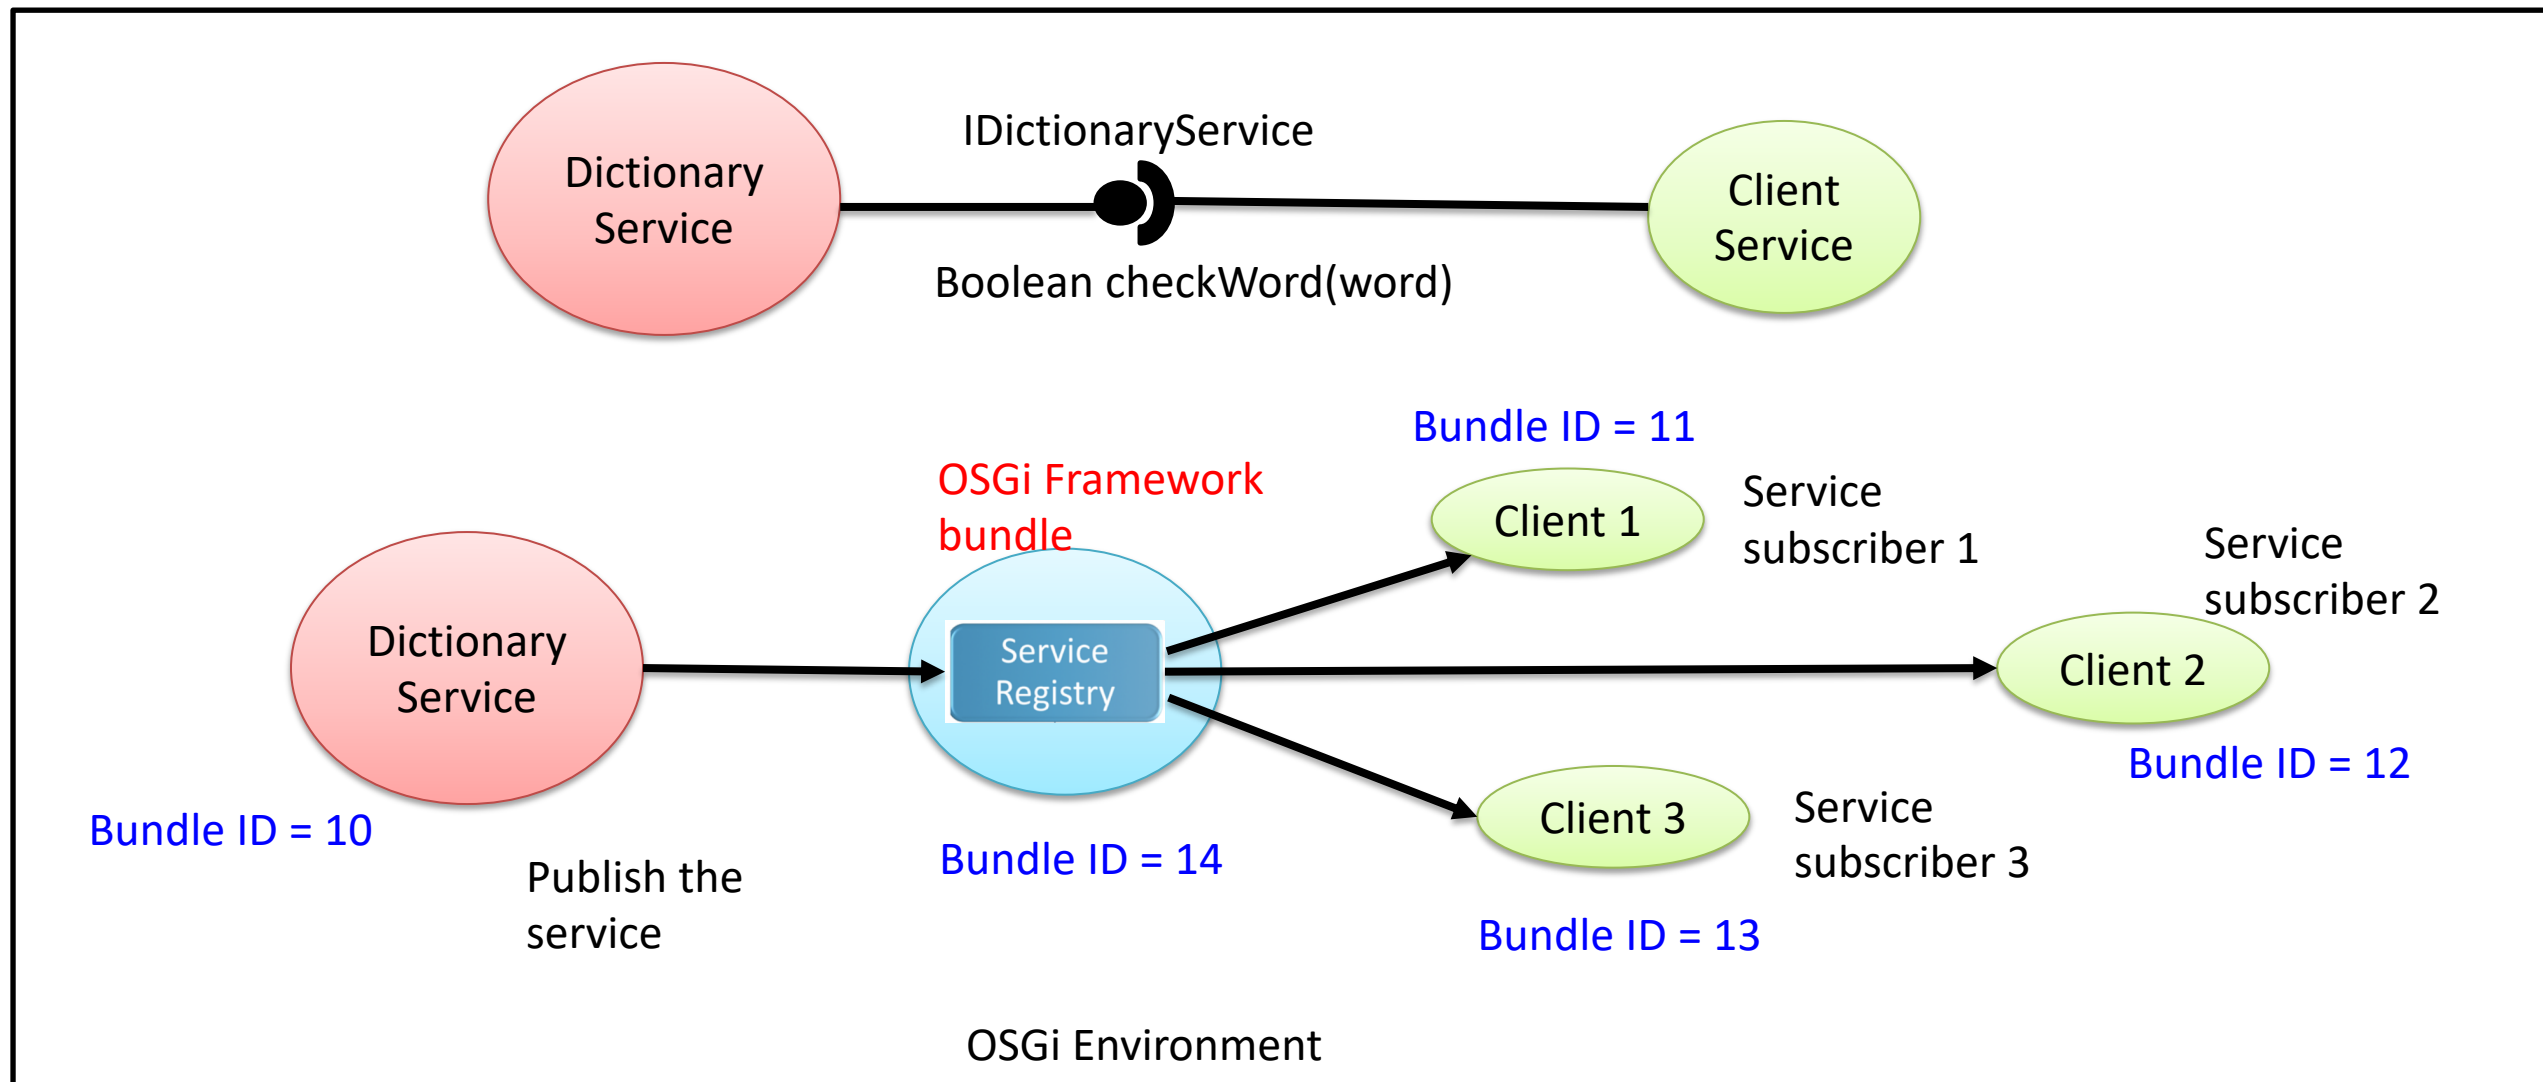 Dictionary
Service
IDictionaryService
Boolean checkWord(word)
Client
Service
Bundle ID = 11
OSGi Framework
bundle
Client 1
Service
subscriber 1
Service
subscriber 2
Dictionary
Service
Service
Registry
Client 2
Bundle ID = 12
Bundle ID = 10
Publish the
service
Bundle ID = 14
Client 3
Service
subscriber 3
Bundle ID = 13
OSGi Environment